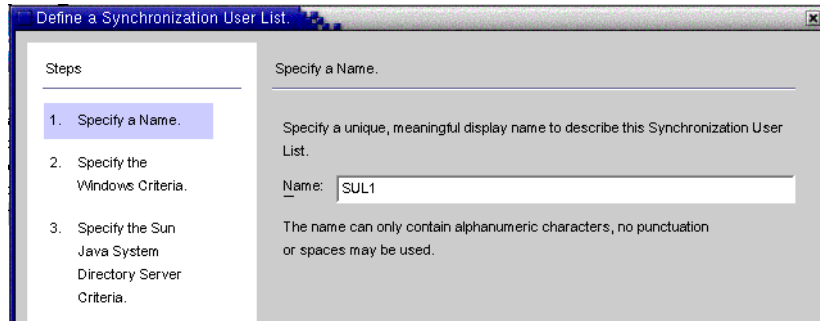 Define a Synchronization User List.
Steps
1. Specify a Name.
2. Specify the
Windows Criteria.
3. Specify the Sun
Java System
Directory Server
Criteria.
Specify a Name.
Specify a unique, meaningful display name to describe this Synchronization User
List.
Name: SUL1
The name can only contain alphanumeric characters, no punctuation
or spaces may be used.